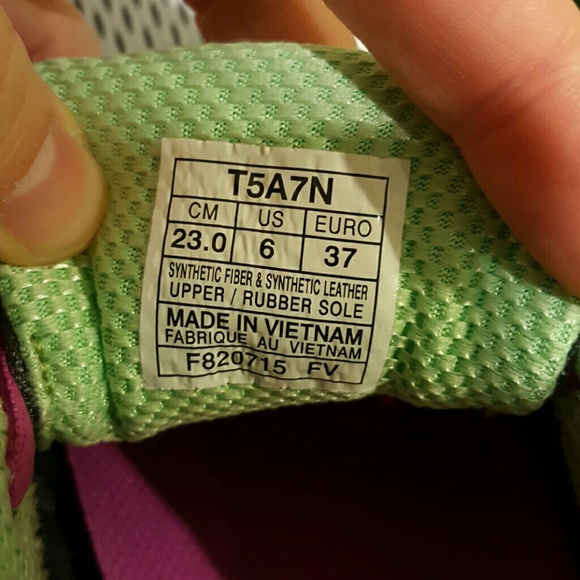 T5A7N
CM US EURO
23.0 6 37
SYNTHETIC FIBER & SYNTHETIC LEATHER
UPPER / RUBBER SOLE
MADE IN VIETNAM
FABRIQUE AU VIETNAM
F820715 FV